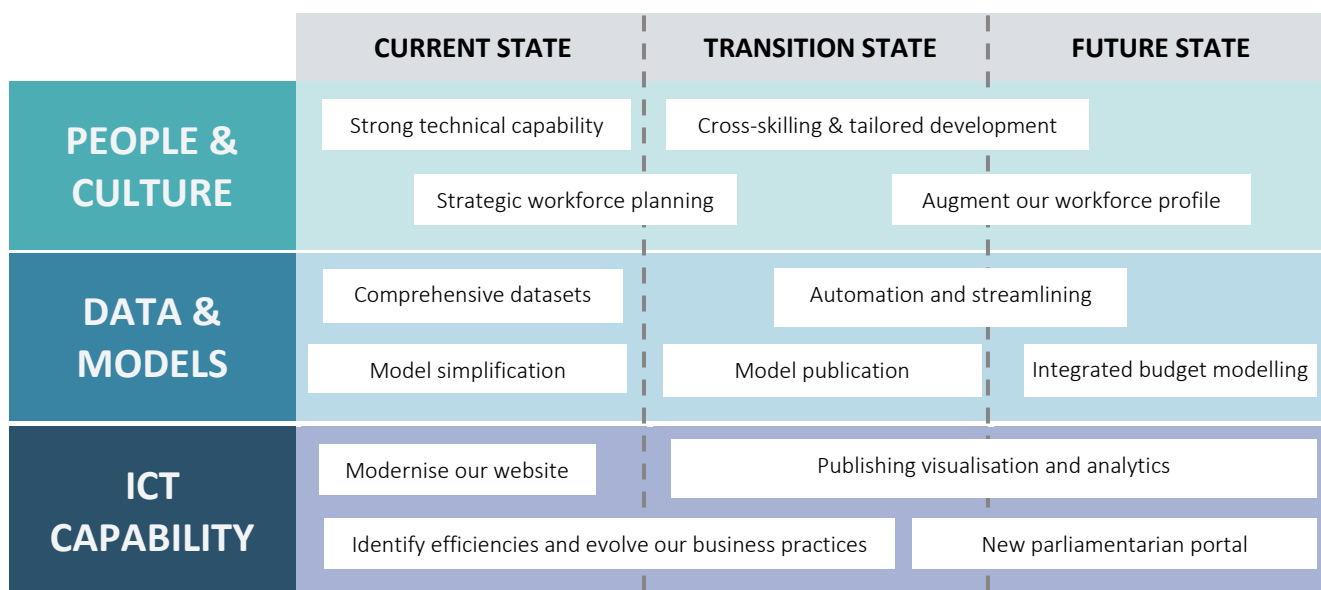 CURRENT STATE
TRANSITION STATE
FUTURE STATE
PEOPLE &
CULTURE
Strong technical capability
Cross-skilling & tailored development
Strategic workforce planning
Augment our workforce profile
DATA &
MODELS
Comprehensive datasets
Automation and streamlining
Model simplification
Model publication
Integrated budget modelling
ICT
CAPABILITY
Modernise our website
Publishing visualisation and analytics
Identify efficiencies and evolve our business practices
New parliamentarian portal